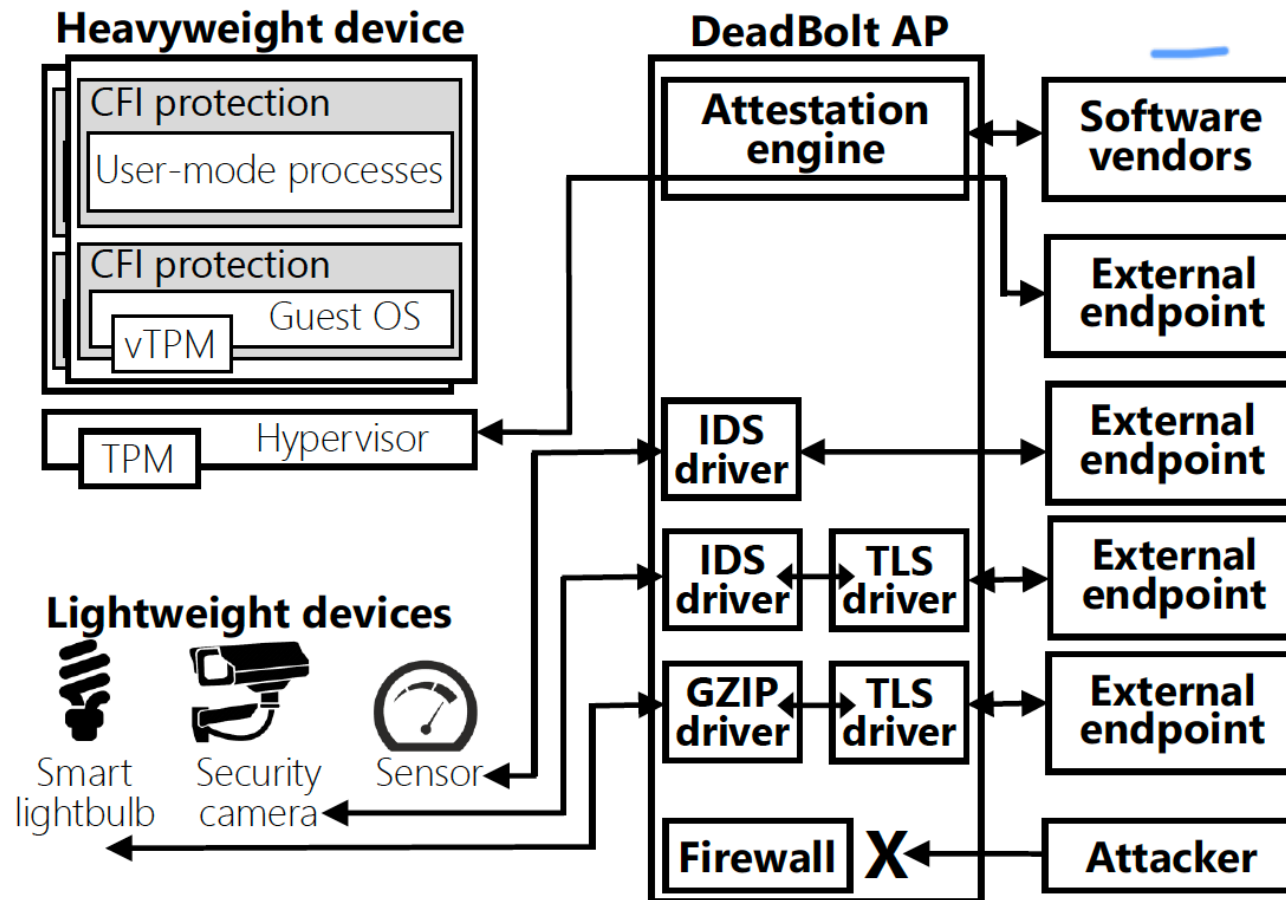 Heavyweight device
CFI protection
User-mode processes
CFI protection
Guest OS
vTPM
Hypervisor
TPM
Lightweight devices
Smart
lightbulb
Security
camera
Sensor
DeadBolt AP
Attestation
engine
IDS
driver
IDS
driver
TLS
driver
GZIP
driver
TLS
driver
Firewall
X
Software
vendors
External
endpoint
External
endpoint
External
endpoint
External
endpoint
Attacker